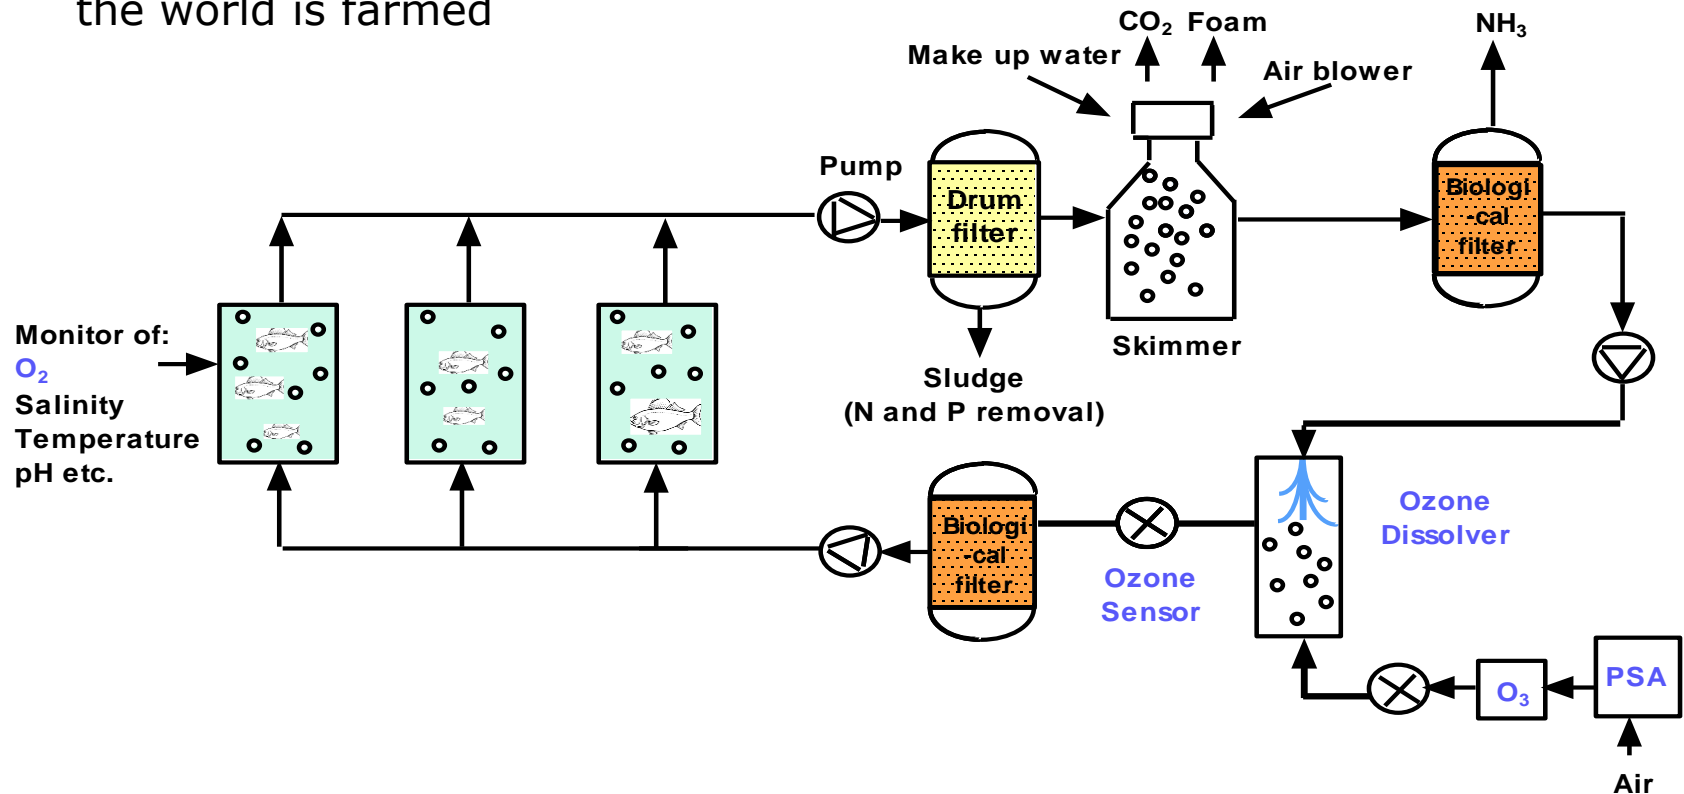 the world is farmed
CO2 Foam
NH3
Make up water
Air blower
Pump
Drum
filter
Biologi
-cal
filter
Monitor of:
O2
Salinity
Temperature
pH etc.
Skimmer
Sludge
(N and P removal)
Ozone
Dissolver
Biologi
-cal
filter
Ozone
Sensor
O3
PSA
Air